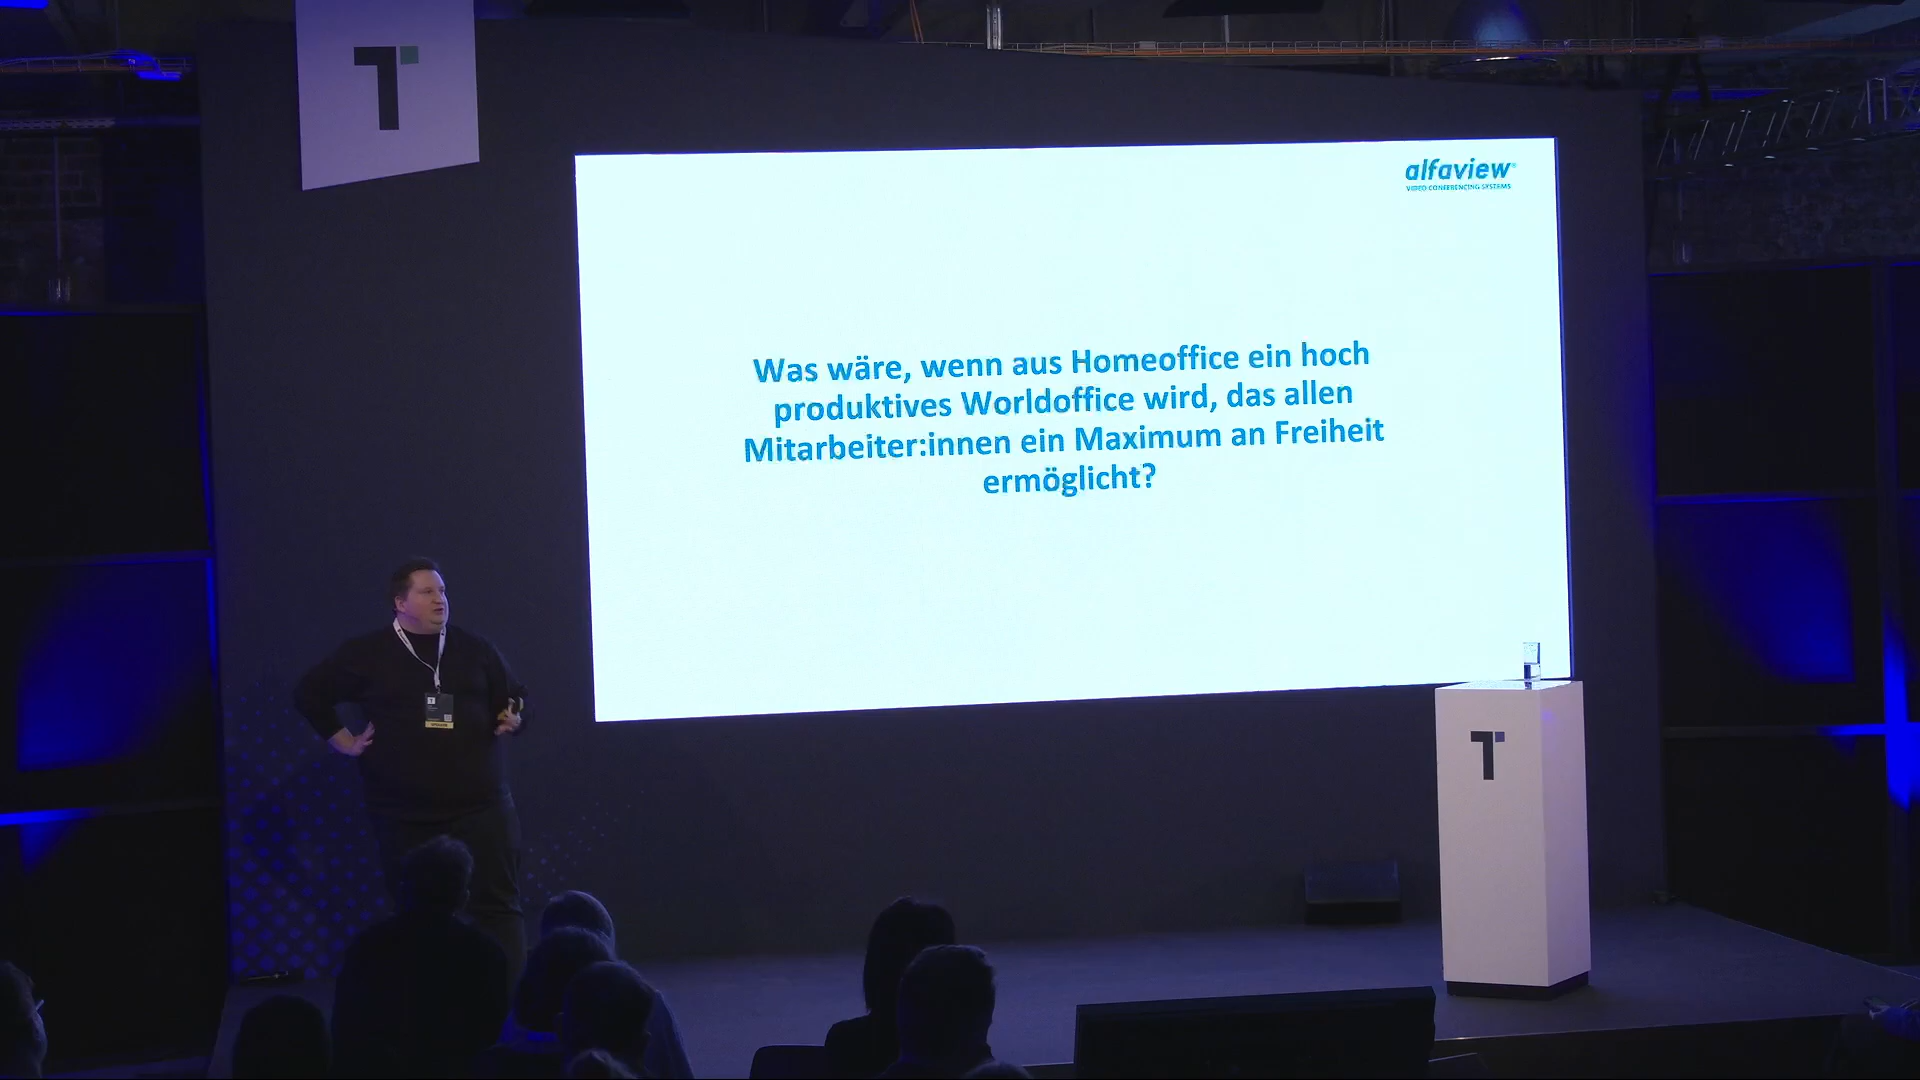 T
alfaview®
VIDEO CONFERENCING SYSTEMS
Was wäre, wenn aus Homeoffice ein hoch
produktives Worldoffice wird, das allen
Mitarbeiter:innen ein Maximum an Freiheit
ermöglicht?
T
T